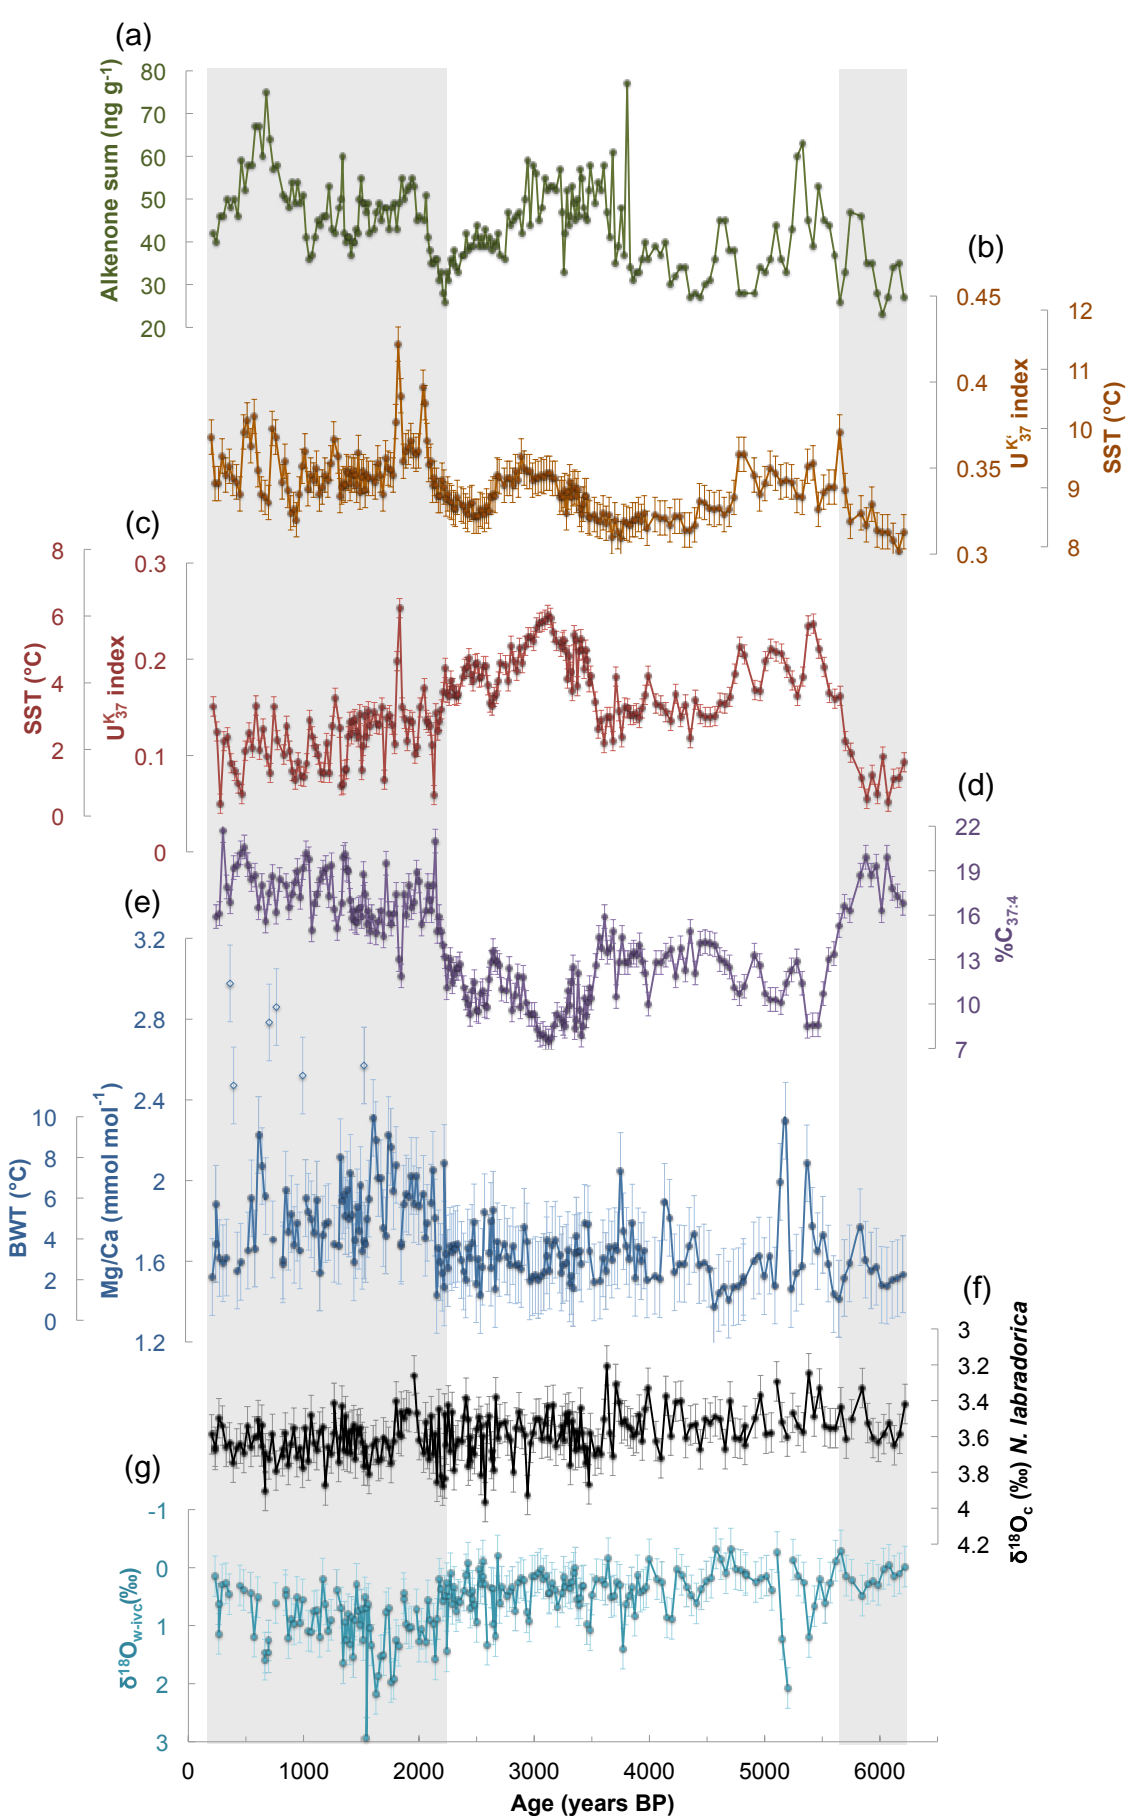 (a)
Alkenone sum (ng g⁻¹)
80
70
60
50
40
30
20
(b)
0.45
0.4
0.35
0.3
U^K'_37 index
12
11
10
9
8
SST (°C)
(c)
8
6
4
2
0
SST (°C)
0.3
0.2
0.1
0
U^K_37 index
(d)
22
19
16
13
10
7
%C37:4
(e)
3.2
2.8
2.4
2
1.6
1.2
Mg/Ca (mmol mol⁻¹)
10
8
6
4
2
0
BWT (°C)
(f)
3
3.2
3.4
3.6
3.8
4
4.2
δ¹⁸Oc (‰) N. labradorica
(g)
-1
0
1
2
3
δ¹⁸Ow-ivc(‰)
0 1000 2000 3000 4000 5000 6000
Age (years BP)